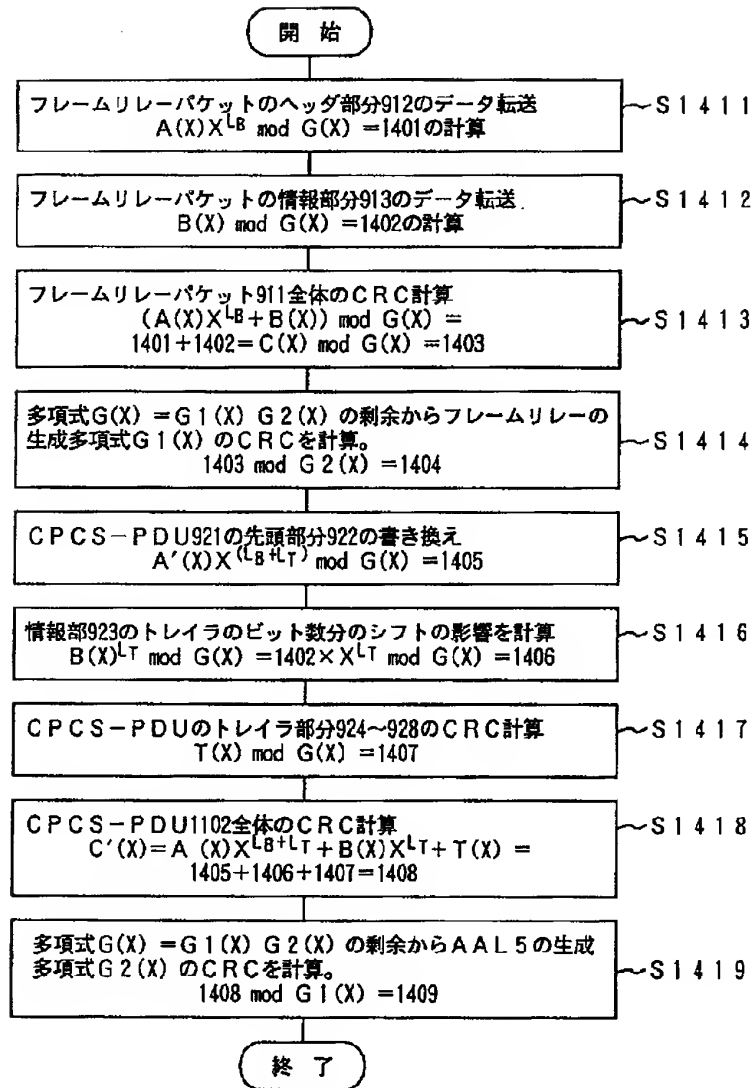 開 始
フレームリレーパケットのヘッダ部分912のデータ転送
A(X)X^LB mod G(X) =1401の計算
~S1411
フレームリレーパケットの情報部分913のデータ転送.
B(X) mod G(X) =1402の計算
~S1412
フレームリレーパケット911全体のCRC計算
(A(X)X^LB+B(X)) mod G(X) =
1401+1402=C(X) mod G(X) =1403
~S1413
多項式G(X) =G1(X) G2(X) の剰余からフレームリレーの
生成多項式G1(X) のCRCを計算。
1403 mod G2(X) =1404
~S1414
CPCS-PDU921の先頭部分922の書き換え
A′(X)X^(LB+LT) mod G(X) =1405
~S1415
情報部923のトレイラのビット数分のシフトの影響を計算
B(X)^LT mod G(X) =1402×X^LT mod G(X) =1406
~S1416
CPCS-PDUのトレイラ部分924~928のCRC計算
T(X) mod G(X) =1407
~S1417
CPCS-PDU1102全体のCRC計算
C′(X)=A (X)X^LB+LT+B(X)X^LT+T(X) =
1405+1406+1407=1408
~S1418
多項式G(X) =G1(X) G2(X) の剰余からAAL5の生成
多項式G2(X) のCRCを計算。
1408 mod G1(X) =1409
~S1419
終 了